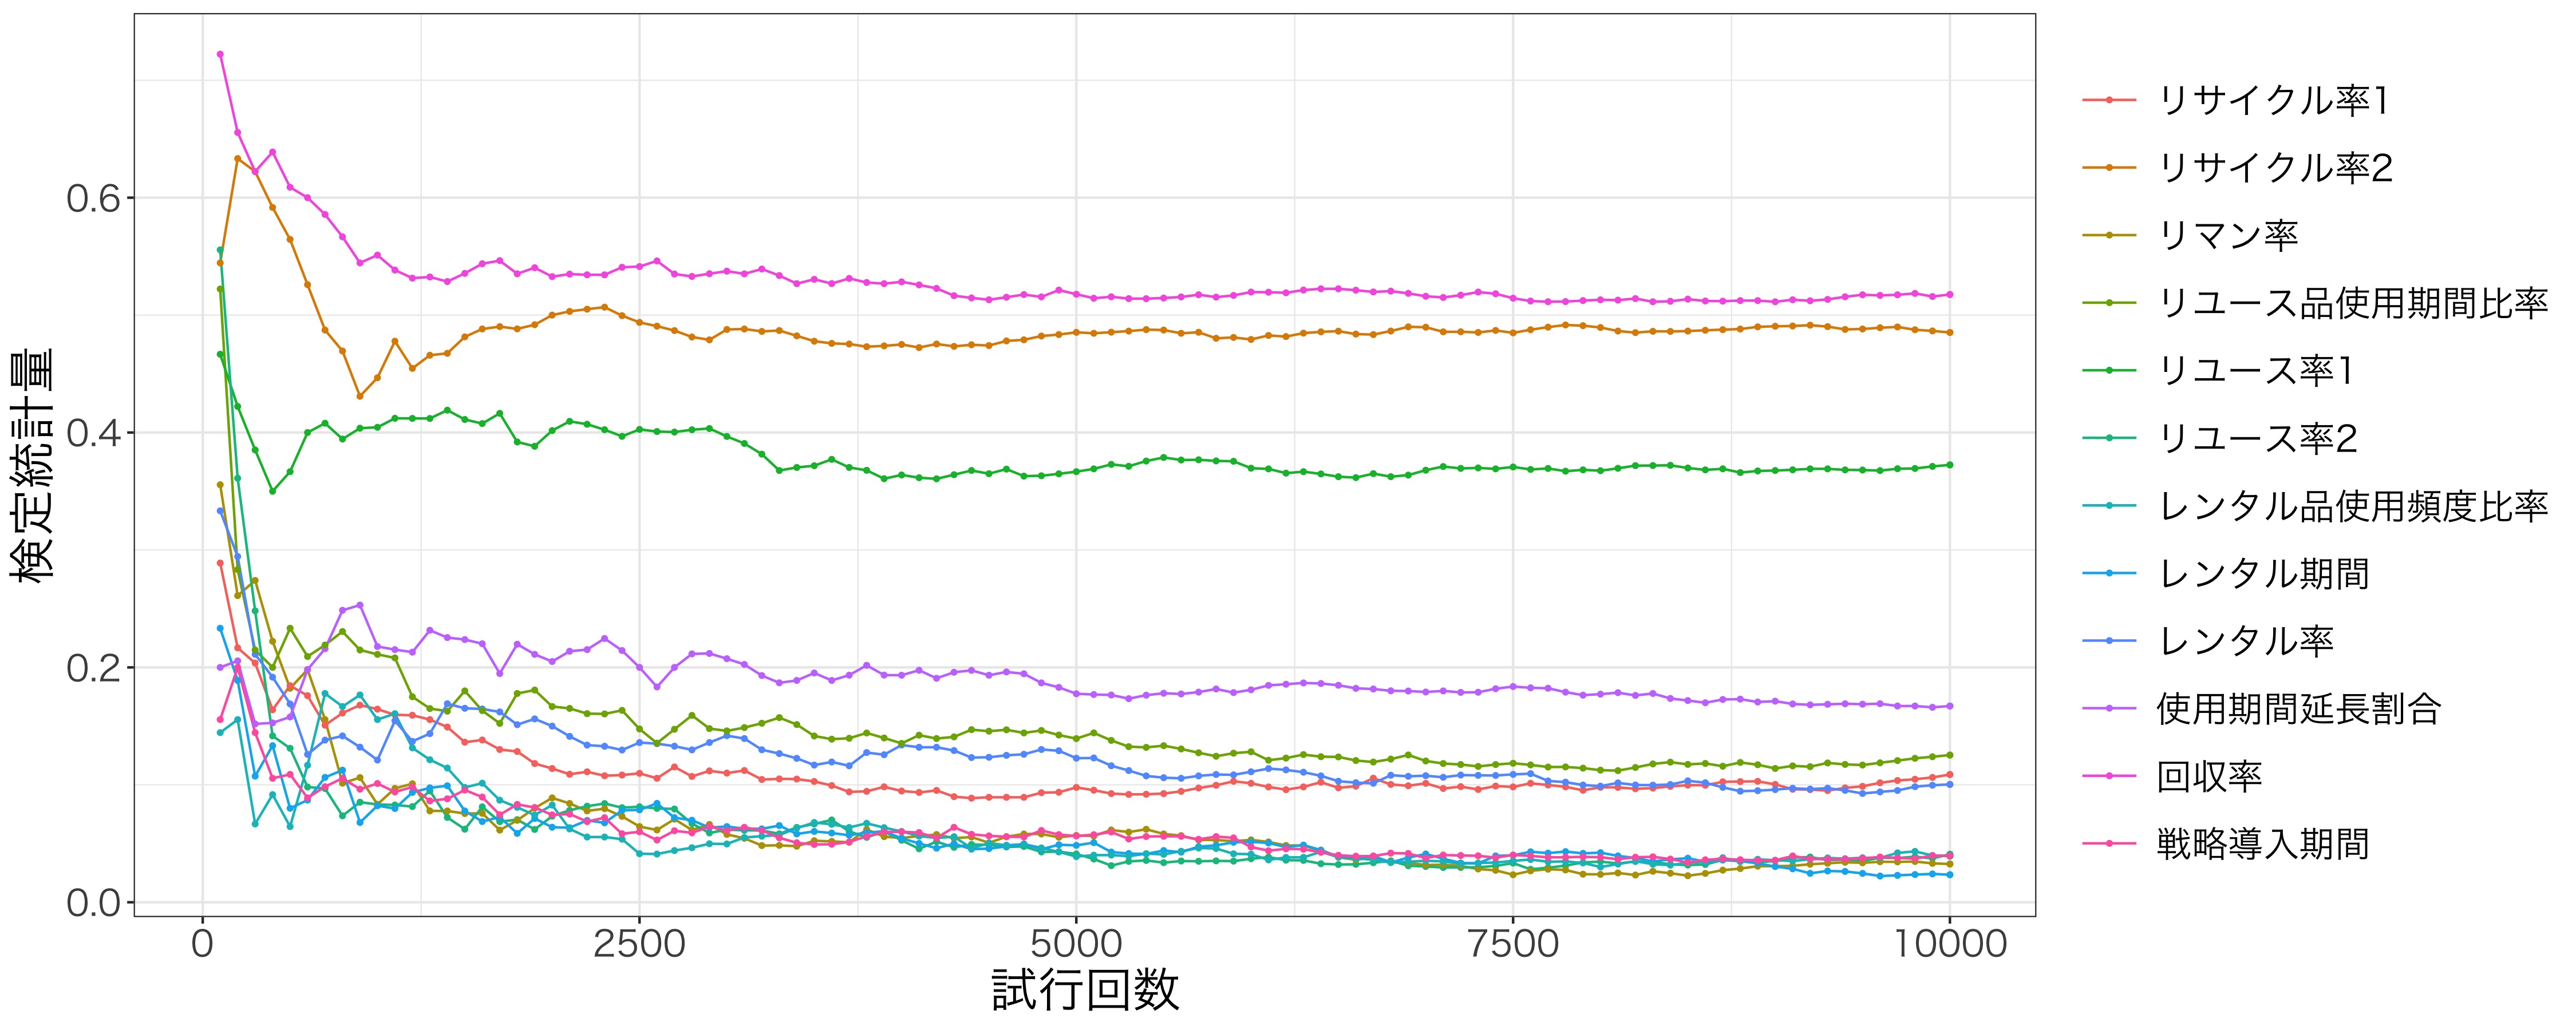 検定統計量
0.6
0.4
0.2
0.0
0
2500
5000
7500
10000
試行回数
リサイクル率1
リサイクル率2
リマン率
リユース品使用期間比率
リユース率1
リユース率2
レンタル品使用頻度比率
レンタル期間
レンタル率
使用期間延長割合
回収率
戦略導入期間